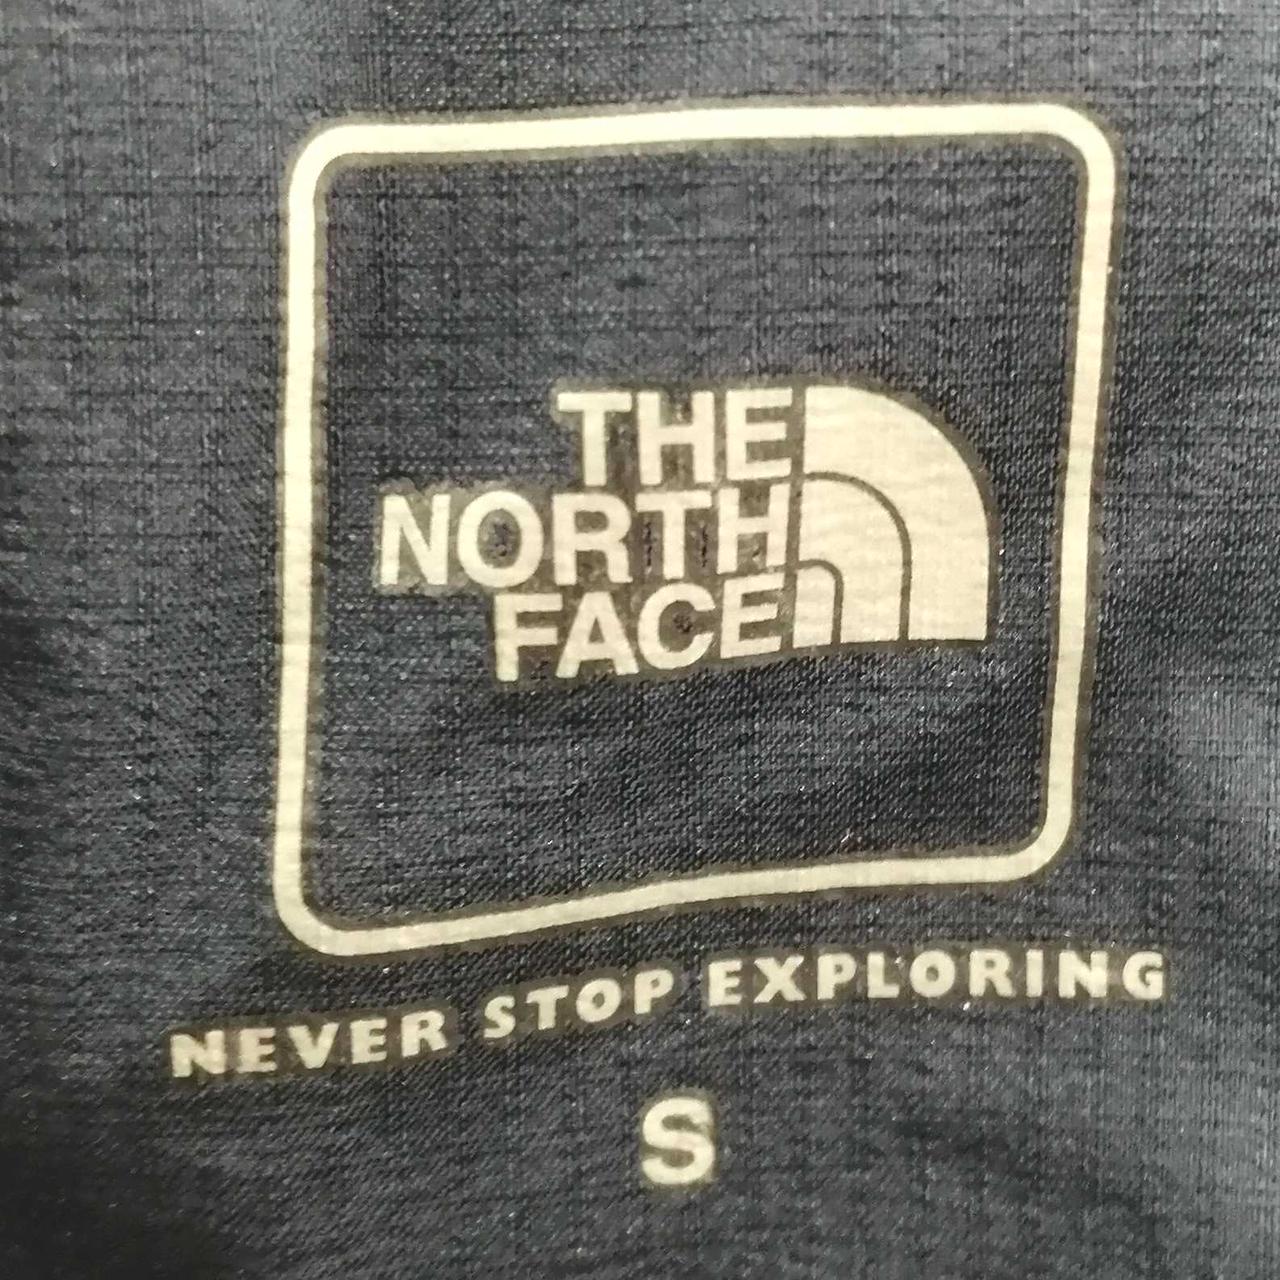 THE
NORTH
FACE
NEVER STOP EXPLORING
S